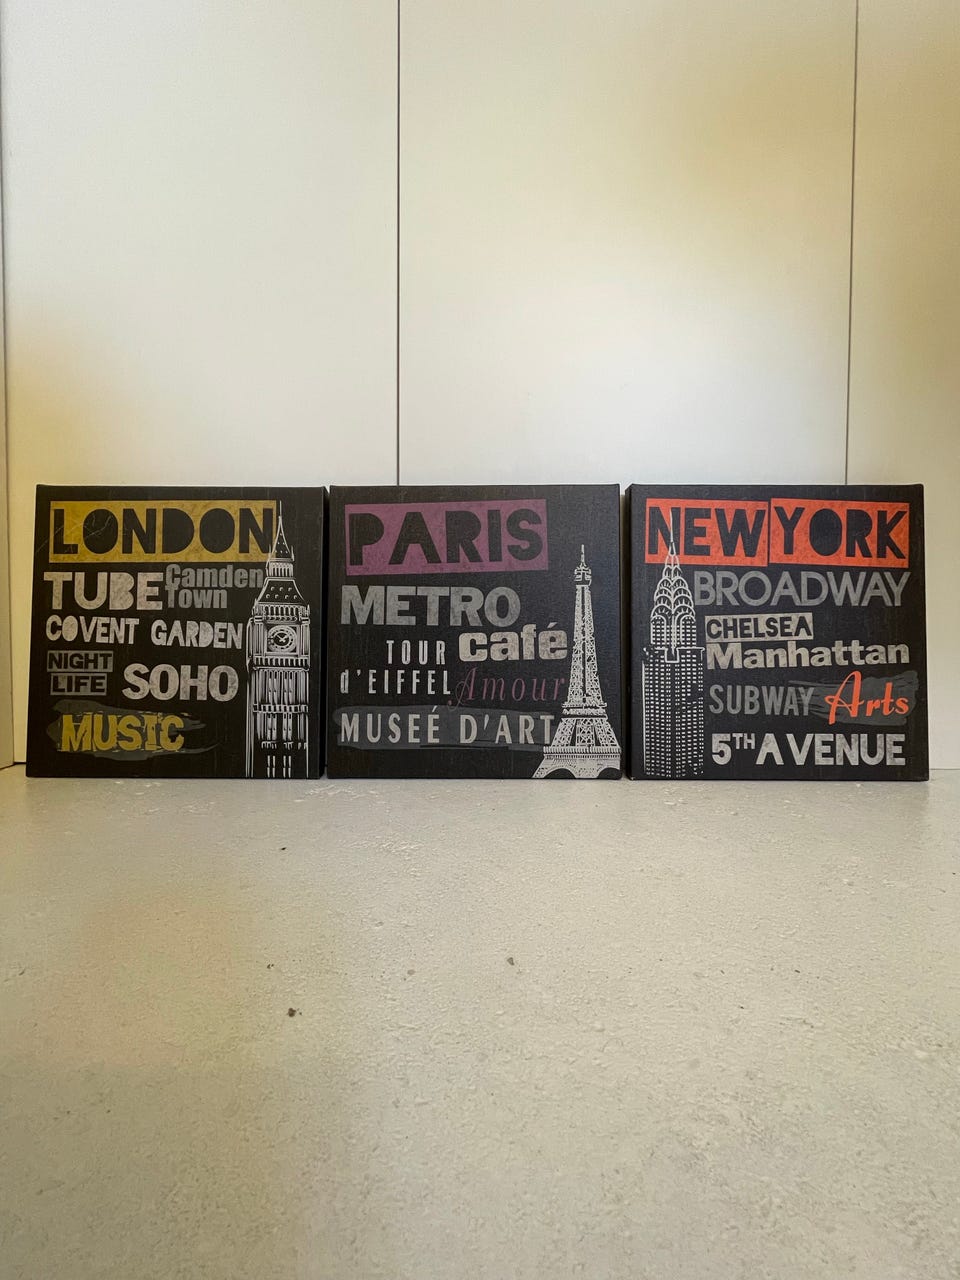 LONDON
TUBE Camden Town
COVENT GARDEN
NIGHT LIFE SOHO
MUSIC
PARIS
METRO
café
TOUR d'EIFFEL
Amour
MUSEÉ D'ART
NEW YORK
BROADWAY
CHELSEA
Manhattan
SUBWAY Arts
5TH AVENUE